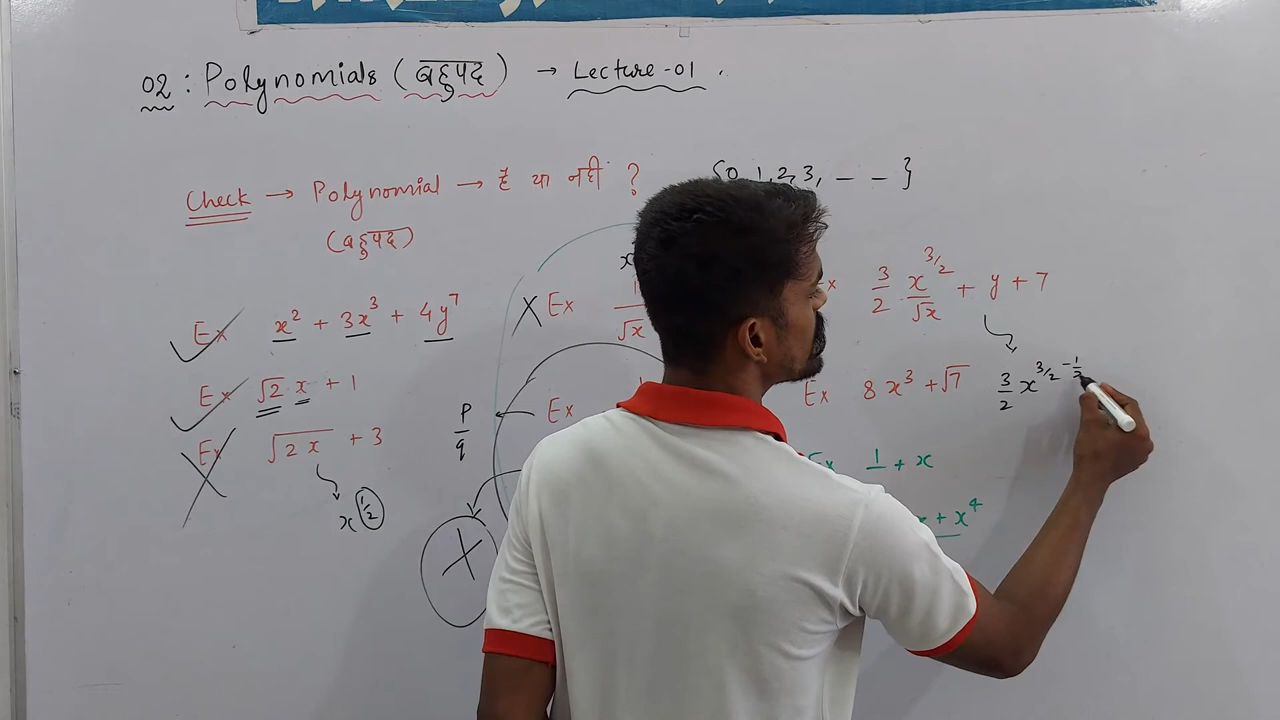 02 : Polynomials (बहुपद) → Lecture-01 .
Check → Polynomial → है या नही ?
(बहुपद)
{0, 1, 2, 3, – – }
Ex x² + 3x³ + 4y⁷
Ex √2 x + 1
Ex √2x + 3
x^1/2
X Ex 1/√x
Ex
P/q
X
3/2 x^3/2/√x + y + 7
Ex 8x³ + √7
3/2 x^3/2 -1/2
Ex 1 + x
+ x⁴